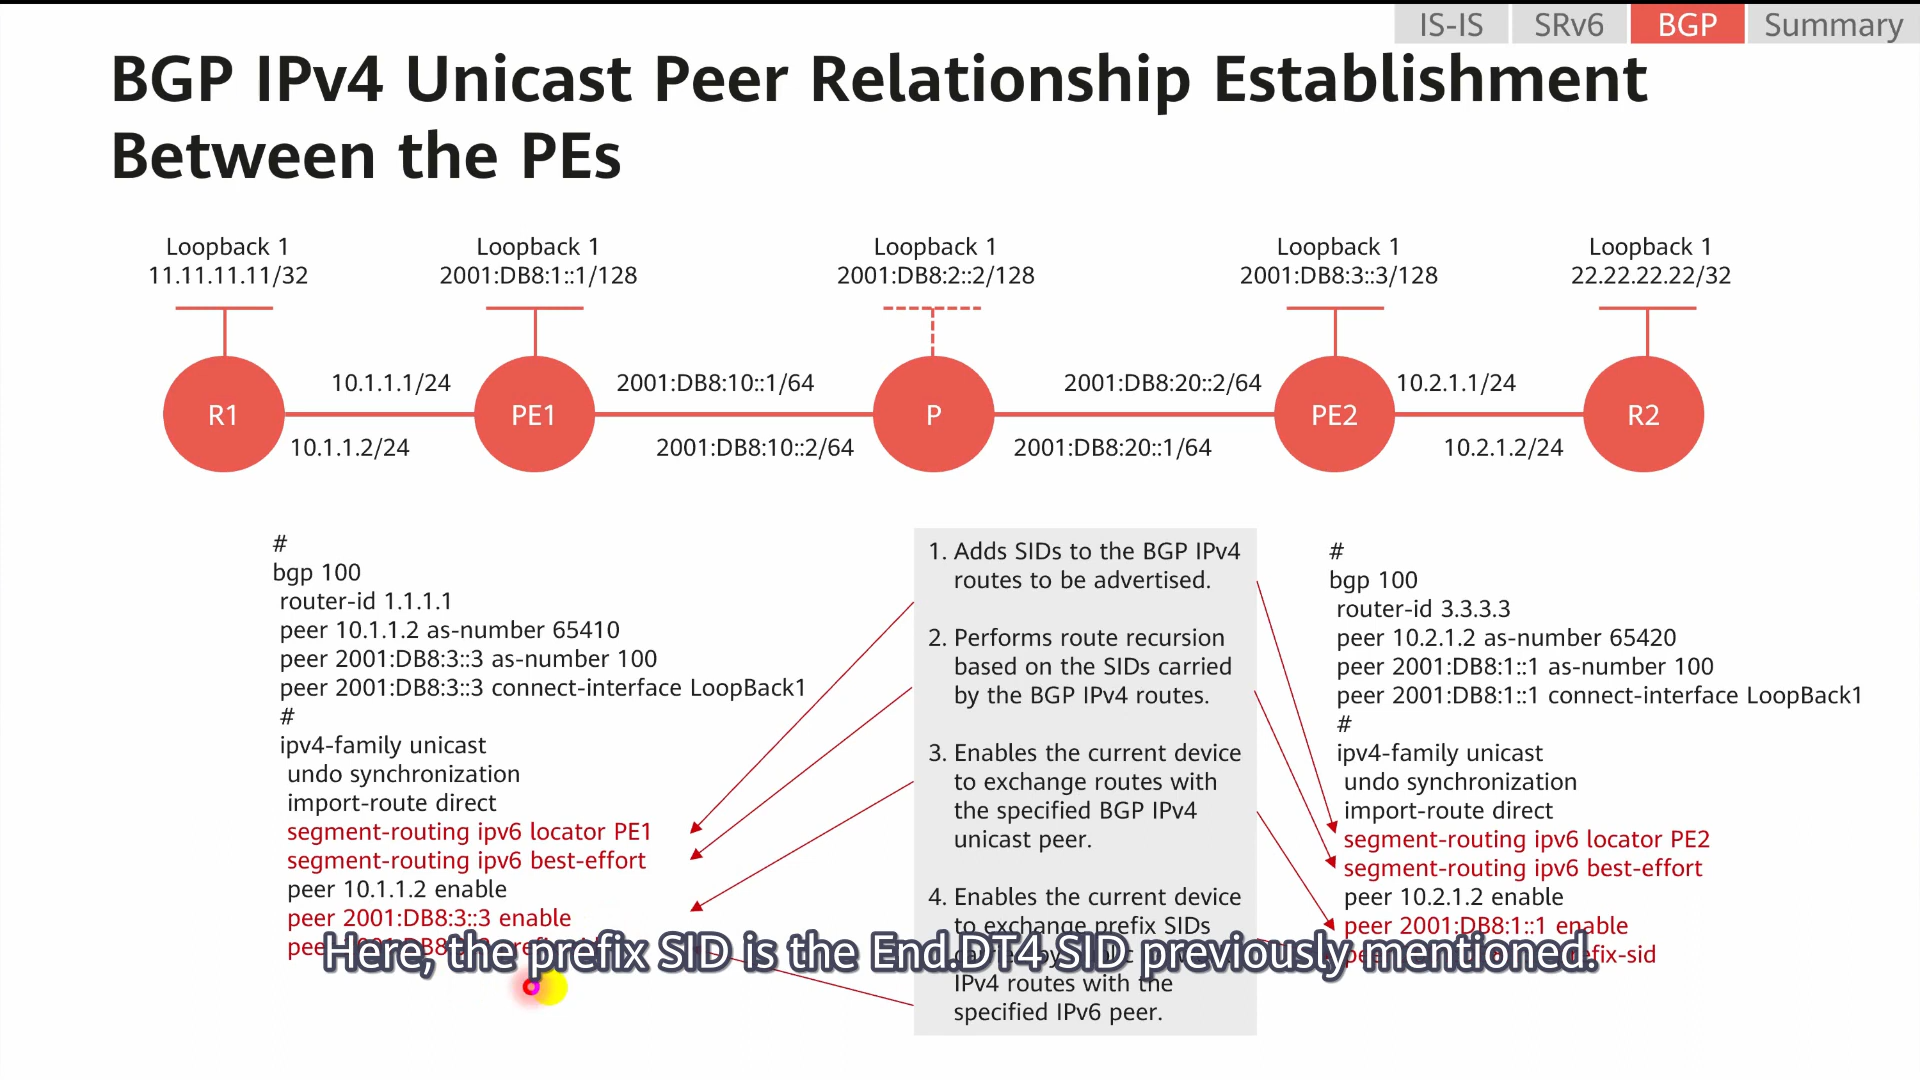 IS-IS
SRv6
BGP
Summary
BGP IPv4 Unicast Peer Relationship Establishment
Between the PEs
Loopback 1
11.11.11.11/32
Loopback 1
2001:DB8:1::1/128
Loopback 1
2001:DB8:2::2/128
Loopback 1
2001:DB8:3::3/128
Loopback 1
22.22.22.22/32
R1
10.1.1.1/24
10.1.1.2/24
PE1
2001:DB8:10::1/64
2001:DB8:10::2/64
P
2001:DB8:20::2/64
2001:DB8:20::1/64
PE2
10.2.1.1/24
10.2.1.2/24
R2
#
bgp 100
router-id 1.1.1.1
peer 10.1.1.2 as-number 65410
peer 2001:DB8:3::3 as-number 100
peer 2001:DB8:3::3 connect-interface LoopBack1
#
ipv4-family unicast
undo synchronization
import-route direct
segment-routing ipv6 locator PE1
segment-routing ipv6 best-effort
peer 10.1.1.2 enable
peer 2001:DB8:3::3 enable
1. Adds SIDs to the BGP IPv4
routes to be advertised.
2. Performs route recursion
based on the SIDs carried
by the BGP IPv4 routes.
3. Enables the current device
to exchange routes with
the specified BGP IPv4
unicast peer.
4. Enables the current device
to exchange prefix SIDs
IPv4 routes with the
specified IPv6 peer.
#
bgp 100
router-id 3.3.3.3
peer 10.2.1.2 as-number 65420
peer 2001:DB8:1::1 as-number 100
peer 2001:DB8:1::1 connect-interface LoopBack1
#
ipv4-family unicast
undo synchronization
import-route direct
segment-routing ipv6 locator PE2
segment-routing ipv6 best-effort
peer 10.2.1.2 enable
peer 2001:DB8:1::1 enable
Here, the prefix SID is the End.DT4 SID previously mentioned.